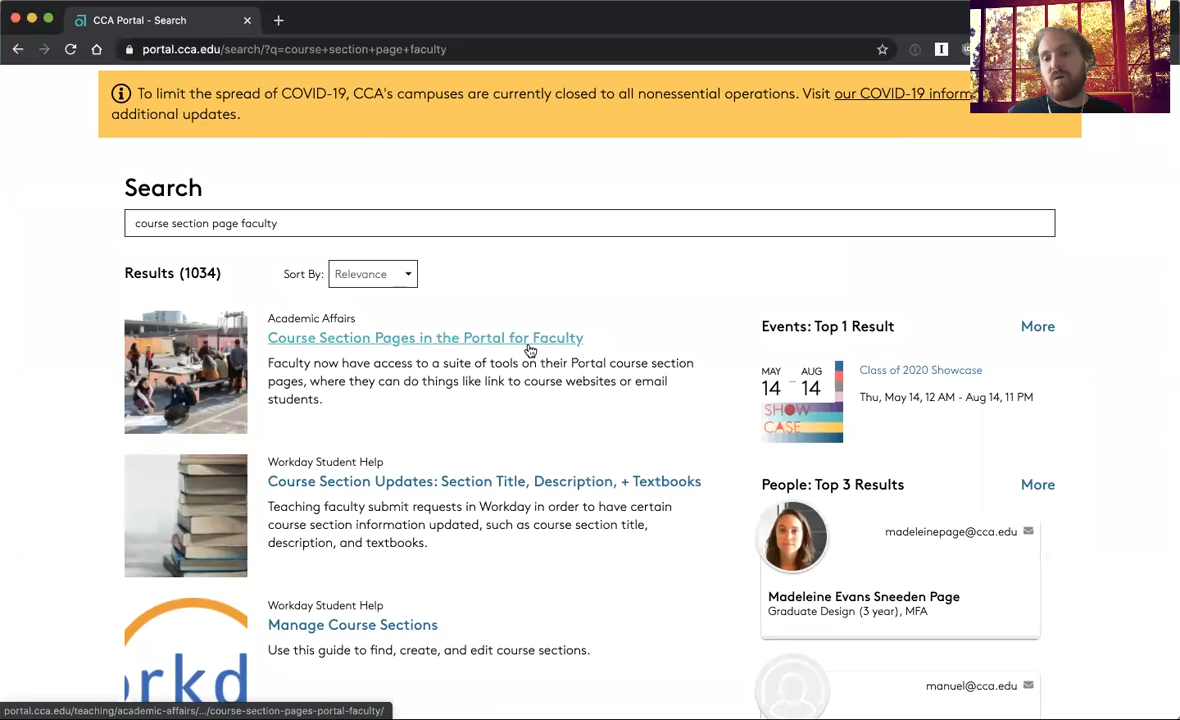 CCA Portal - Search
portal.cca.edu/search/?q=course+section+page+faculty
To limit the spread of COVID-19, CCA's campuses are currently closed to all nonessential operations. Visit our COVID-19 inform
additional updates.
Search
course section page faculty
Results (1034)
Sort By:
Relevance
Academic Affairs
Course Section Pages in the Portal for Faculty
Faculty now have access to a suite of tools on their Portal course section
pages, where they can do things like link to course websites or email
students.
Workday Student Help
Course Section Updates: Section Title, Description, + Textbooks
Teaching faculty submit requests in Workday in order to have certain
course section information updated, such as course section title,
description, and textbooks.
Workday Student Help
Manage Course Sections
Use this guide to find, create, and edit course sections.
orkd
Events: Top 1 Result
More
MAY
14
–
AUG
14
SHOW
CASE
Class of 2020 Showcase
Thu, May 14, 12 AM - Aug 14, 11 PM
People: Top 3 Results
More
madeleinepage@cca.edu
Madeleine Evans Sneeden Page
Graduate Design (3 year), MFA
manuel@cca.edu
portal.cca.edu/teaching/academic-affairs/.../course-section-pages-portal-faculty/